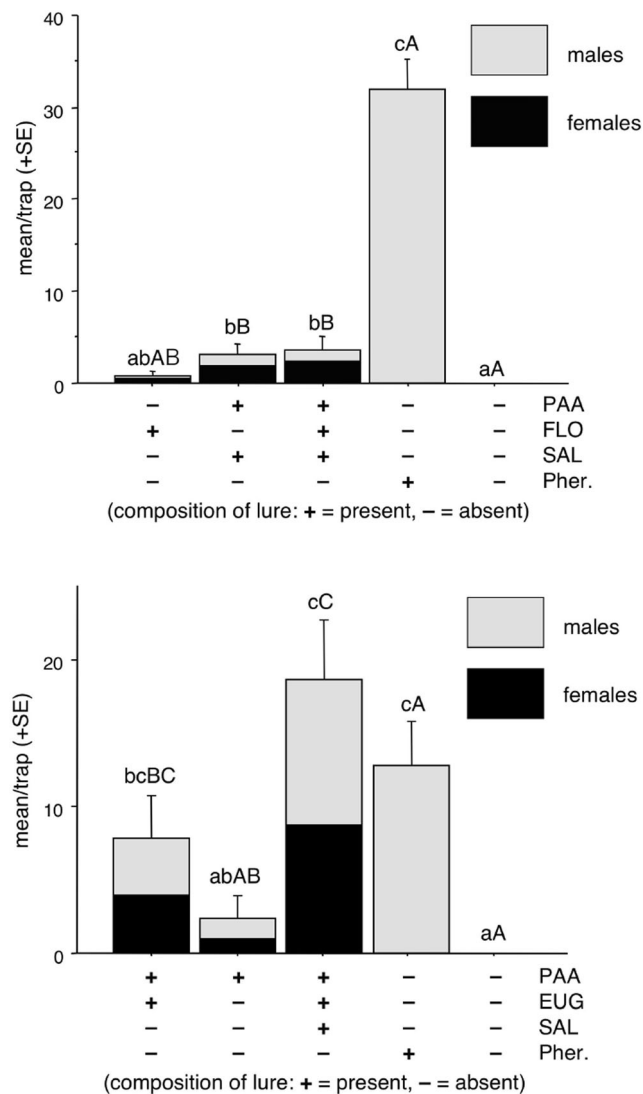 cA
40
males
30
females
mean/trap (+SE)
20
10
bB bB
abAB
aA
0
– + + – – PAA
+ – + – – FLO
– + + – – SAL
– – – + – Pher.
(composition of lure: + = present, – = absent)
cC
males
20
females
cA
mean/trap (+SE)
bcBC
10
abAB
aA
0
+ + + – – PAA
+ – + – – EUG
– – + – – SAL
– – – + – Pher.
(composition of lure: + = present, – = absent)